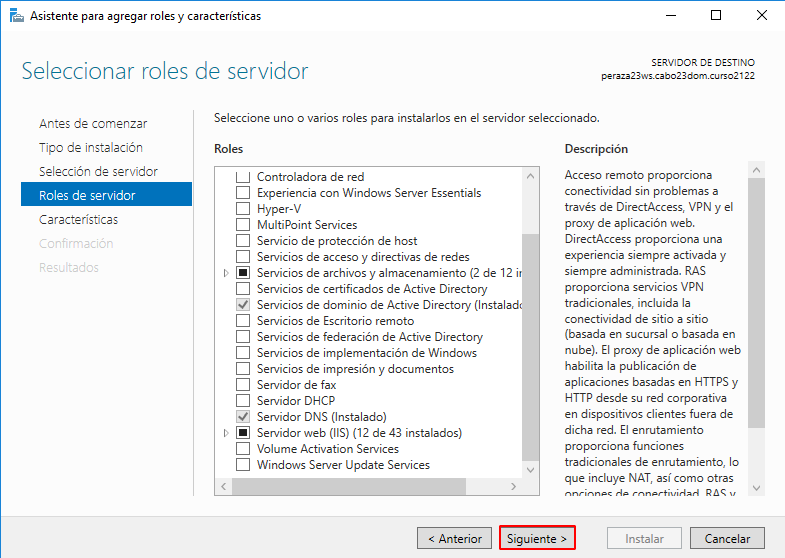 Asistente para agregar roles y características
Seleccionar roles de servidor
SERVIDOR DE DESTINO
peraza23ws.cabo23dom.curso2122
Antes de comenzar
Tipo de instalación
Selección de servidor
Roles de servidor
Características
Confirmación
Resultados
Seleccione uno o varios roles para instalarlos en el servidor seleccionado.
Roles
Controladora de red
Experiencia con Windows Server Essentials
Hyper-V
MultiPoint Services
Servicio de protección de host
Servicios de acceso y directivas de redes
Servicios de archivos y almacenamiento (2 de 12 in
Servicios de certificados de Active Directory
Servicios de dominio de Active Directory (Instalado
Servicios de Escritorio remoto
Servicios de federación de Active Directory
Servicios de implementación de Windows
Servicios de impresión y documentos
Servidor de fax
Servidor DHCP
Servidor DNS (Instalado)
Servidor web (IIS) (12 de 43 instalados)
Volume Activation Services
Windows Server Update Services
Descripción
Acceso remoto proporciona
conectividad sin problemas a
través de DirectAccess, VPN y el
proxy de aplicación web.
DirectAccess proporciona una
experiencia siempre activada y
siempre administrada. RAS
proporciona servicios VPN
tradicionales, incluida la
conectividad de sitio a sitio
(basada en sucursal o basada en
nube). El proxy de aplicación web
habilita la publicación de
aplicaciones basadas en HTTPS y
HTTP desde su red corporativa
en dispositivos clientes fuera de
dicha red. El enrutamiento
proporciona funciones
tradicionales de enrutamiento, lo
que incluye NAT, así como otras
opciones de conectividad. RAS y
< Anterior
Siguiente >
Instalar
Cancelar